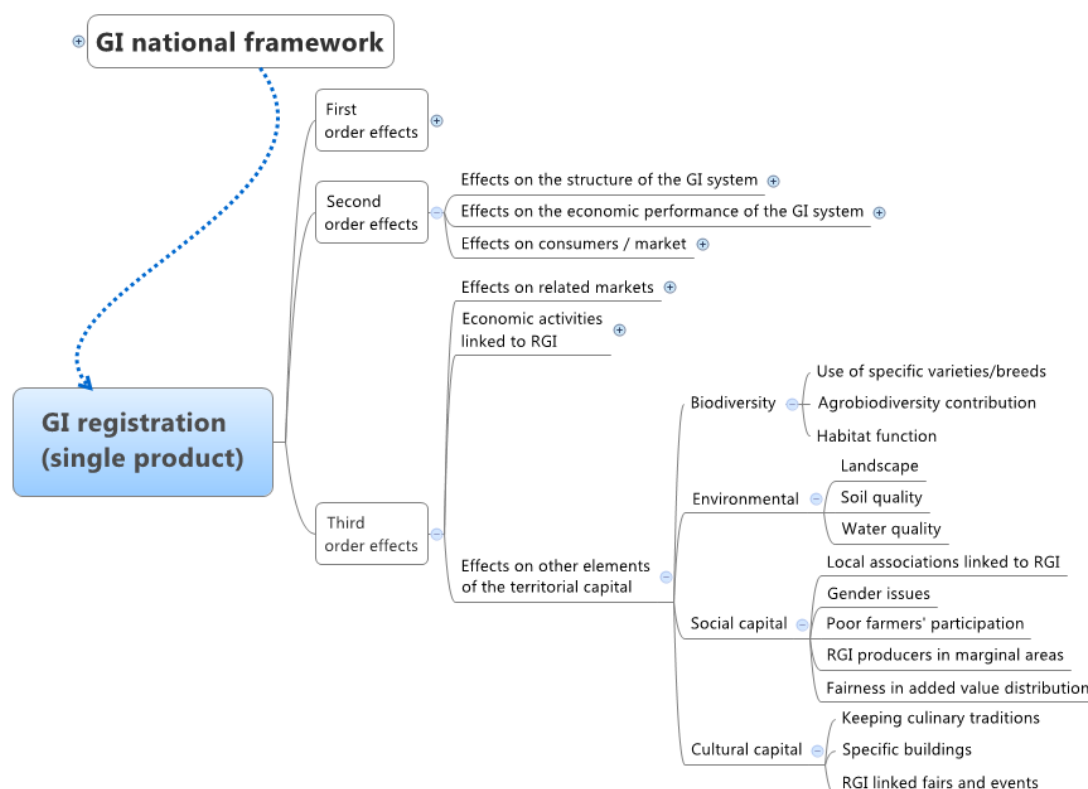 GI national framework
First
order effects
Second
order effects
Effects on the structure of the GI system
Effects on the economic performance of the GI system
Effects on consumers / market
Effects on related markets
Economic activities
linked to RGI
GI registration
(single product)
Third
order effects
Effects on other elements
of the territorial capital
Biodiversity
Use of specific varieties/breeds
Agrobiodiversity contribution
Habitat function
Environmental
Landscape
Soil quality
Water quality
Social capital
Local associations linked to RGI
Gender issues
Poor farmers' participation
RGI producers in marginal areas
Fairness in added value distribution
Cultural capital
Keeping culinary traditions
Specific buildings
RGI linked fairs and events